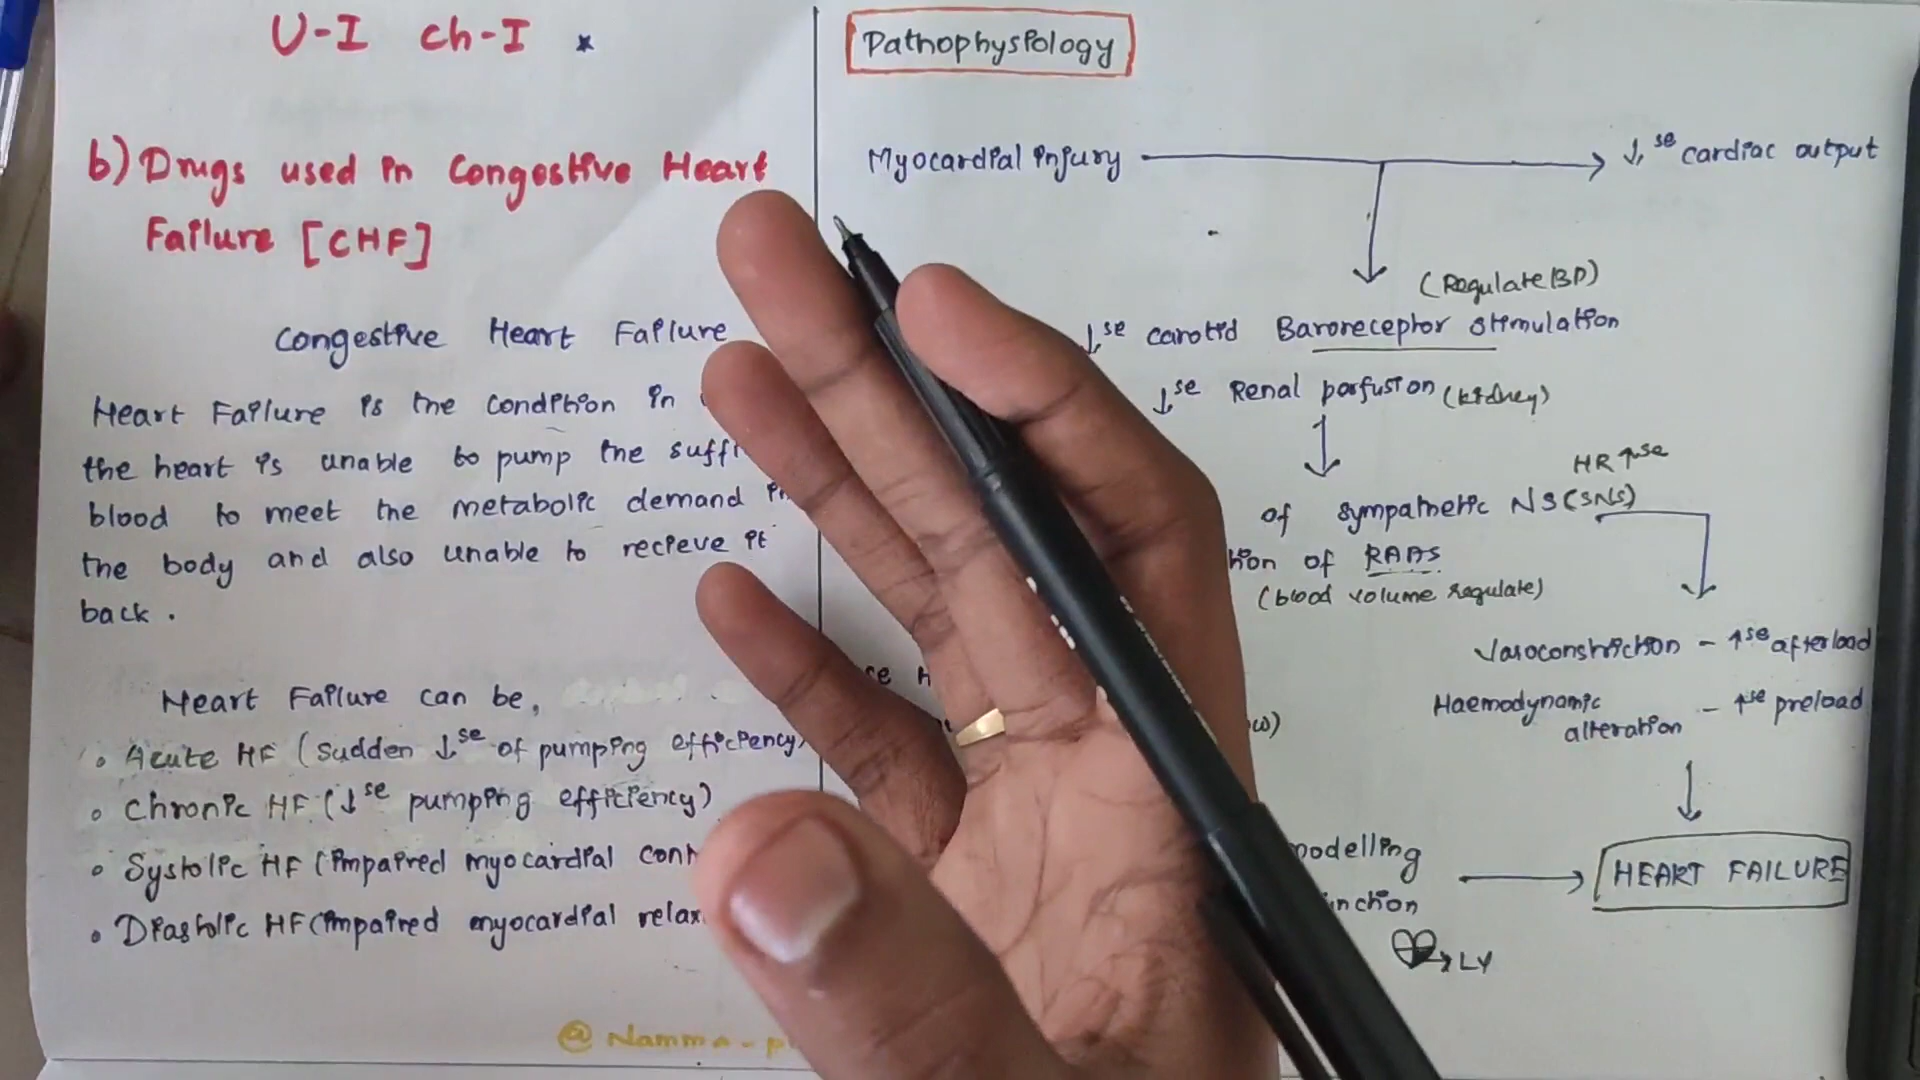 U-I Ch-I *
b) Drugs used in Congestive Heart
Failure [CHF]
Congestive Heart Failure
Heart Failure is the condition in
the heart is unable to pump the
blood to meet the metabolic demand in
the body and also unable to recieve it
back.
Heart Failure can be,
• Acute HF (sudden ↓se of pumping efficiency)
• Chronic HF (↓se pumping efficiency)
• Systolic HF (impaired myocardial
• Diastolic HF (impaired myocardial
@ Namma -
Pathophysiology
Myocardial injury → ↓se cardiac output
(Regulate BP)
↓se carotid Baroreceptor stimulation
↓se Renal parfusion (kidney)
HR ↑se
of sympathetic NS (SNS)
of RAAS
(blood volume regulate)
Vasoconstriction - ↑se afterload
Haemodynamic
alteration - ↑se preload
→ HEART FAILURE
→ LV